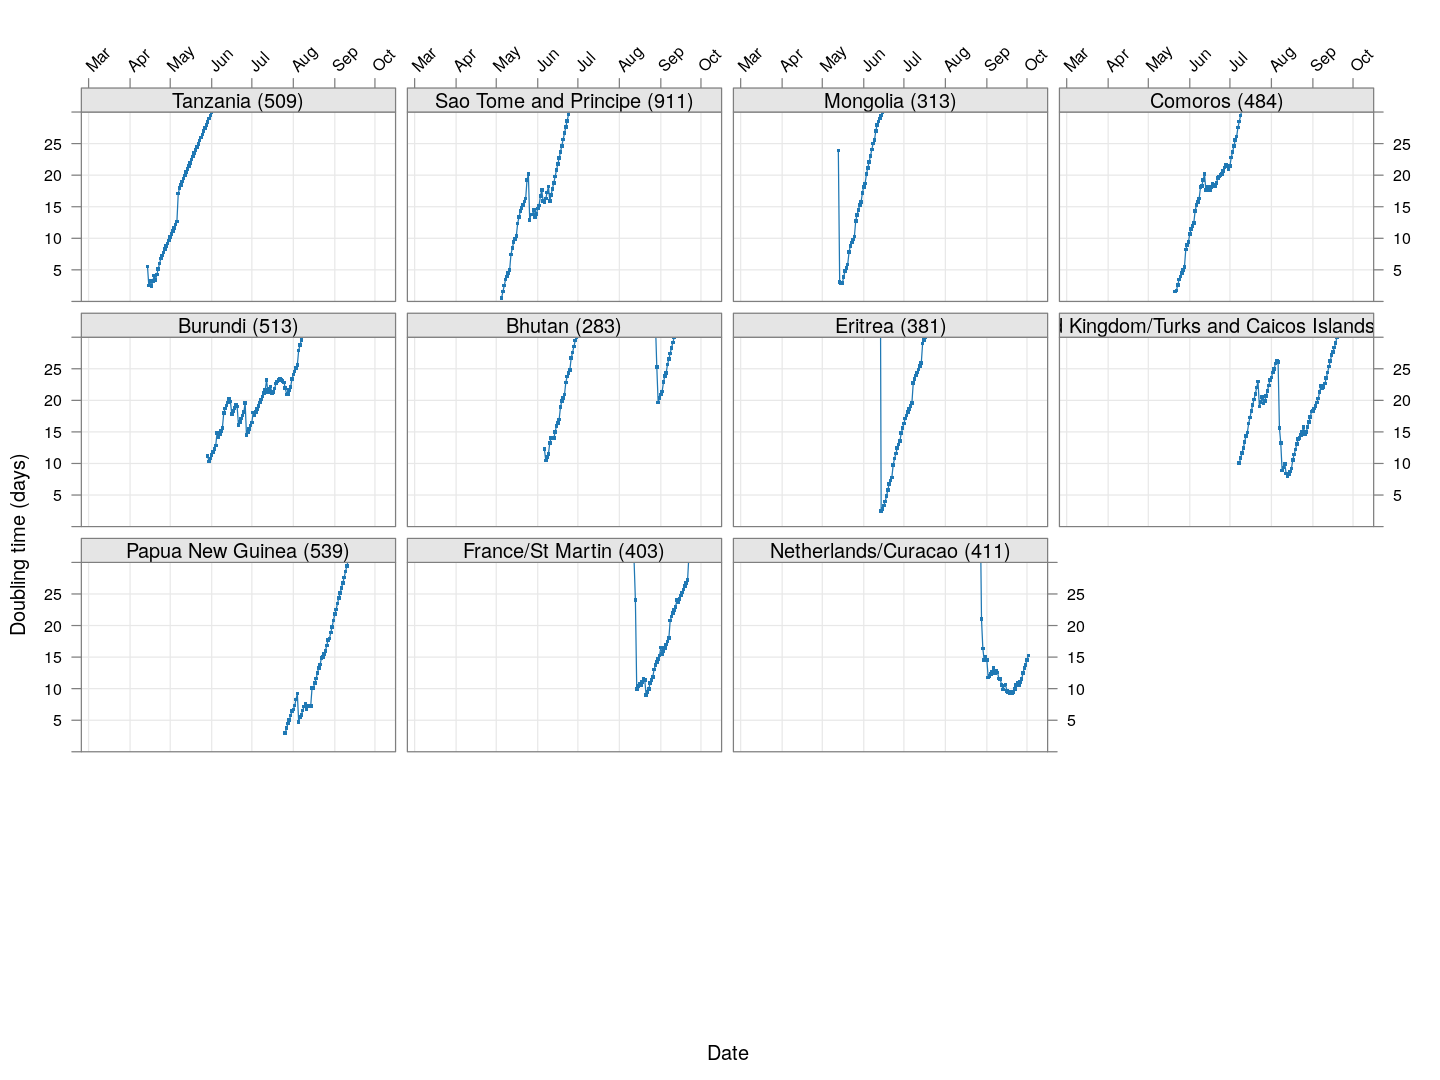 Mar Apr May Jun Jul Aug Sep Oct Mar Apr May Jun Jul Aug Sep Oct Mar Apr May Jun Jul Aug Sep Oct Mar Apr May Jun Jul Aug Sep Oct
Tanzania (509) Sao Tome and Principe (911) Mongolia (313) Comoros (484)
25 25
20 20
15 15
10 10
5 5
Burundi (513) Bhutan (283) Eritrea (381) Kingdom/Turks and Caicos Islands
25 25
20 20
15 15
10 10
5 5
Papua New Guinea (539) France/St Martin (403) Netherlands/Curacao (411)
25 25
20 20
15 15
10 10
5 5
Doubling time (days)
Date